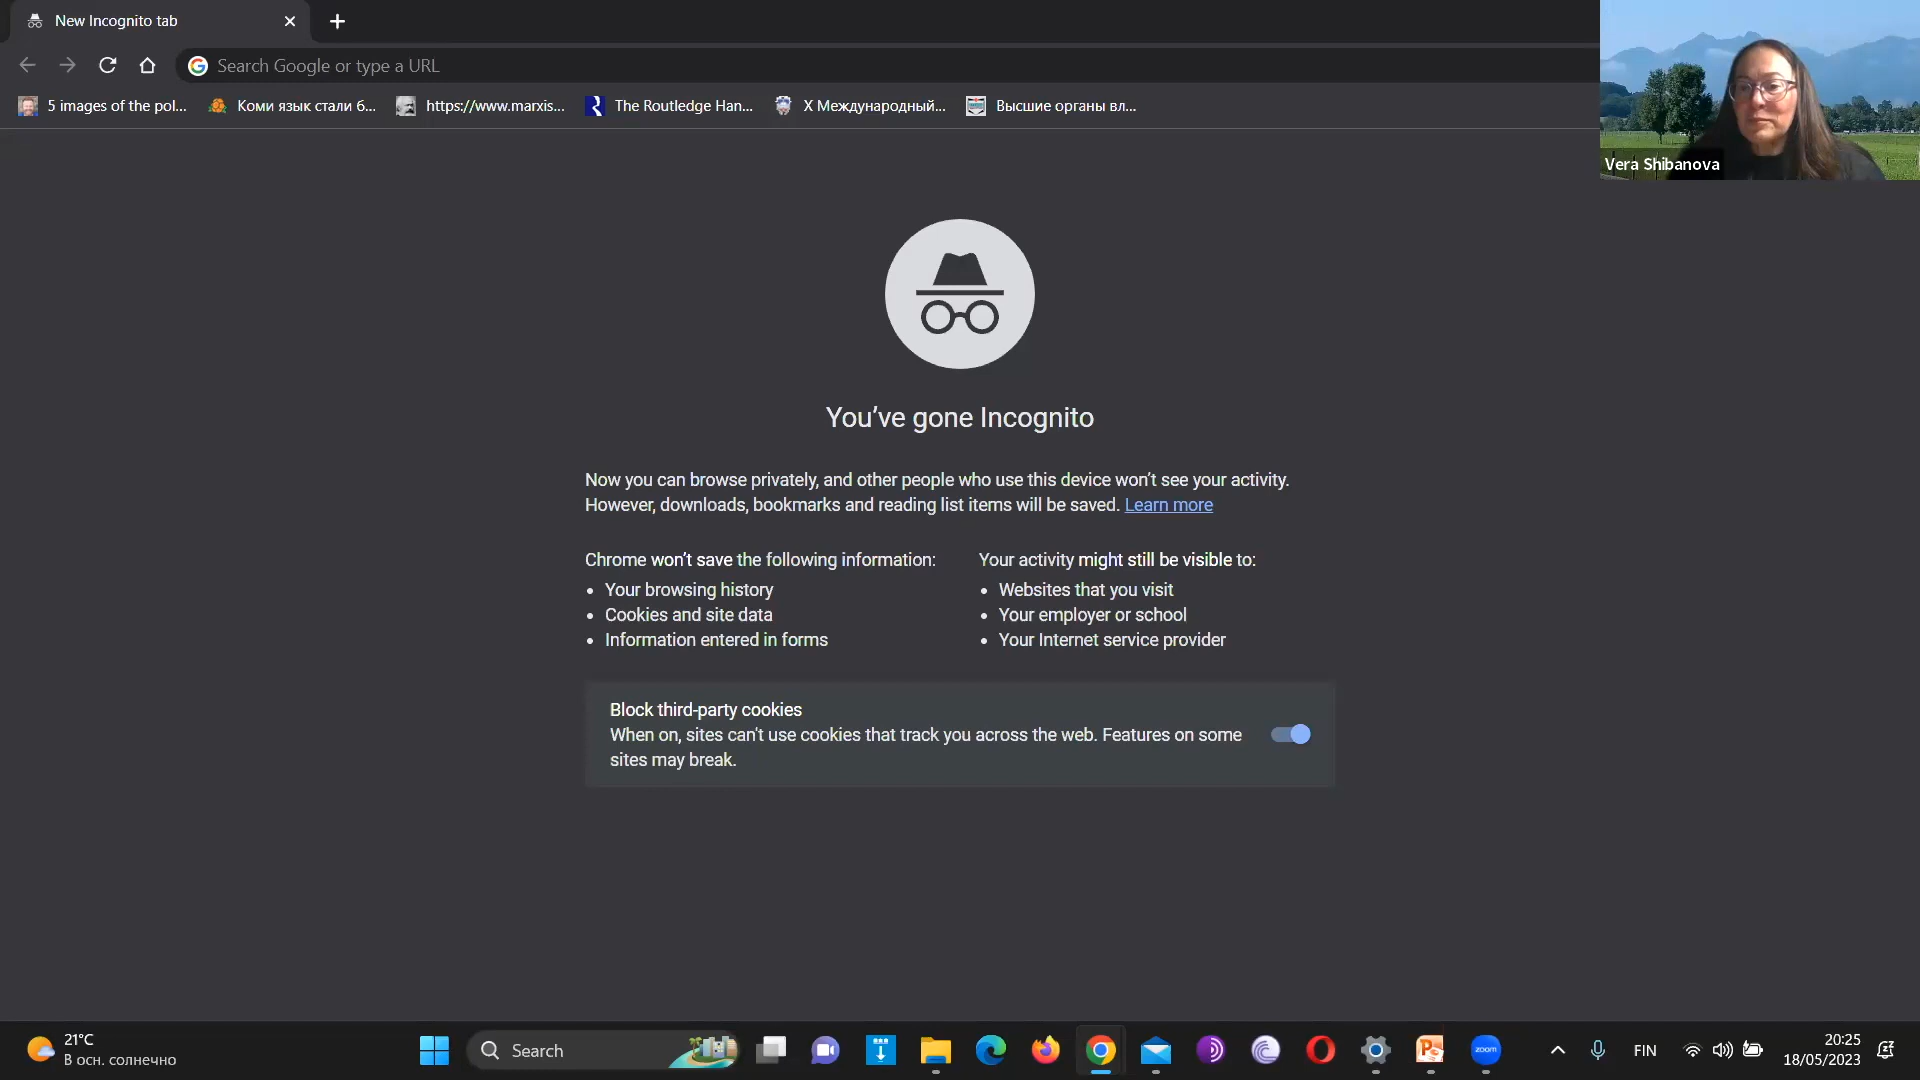 New Incognito tab
Search Google or type a URL
5 images of the pol...
Коми язык стали б...
https://www.marxis...
The Routledge Han...
X Международный...
Высшие органы вл...
Vera Shibanova
You’ve gone Incognito
Now you can browse privately, and other people who use this device won’t see your activity.
However, downloads, bookmarks and reading list items will be saved. Learn more
Chrome won’t save the following information:
Your browsing history
Cookies and site data
Information entered in forms
Your activity might still be visible to:
Websites that you visit
Your employer or school
Your Internet service provider
Block third-party cookies
When on, sites can't use cookies that track you across the web. Features on some
sites may break.
21°C
В осн. солнечно
Search
zoom
FIN
20:25
18/05/2023